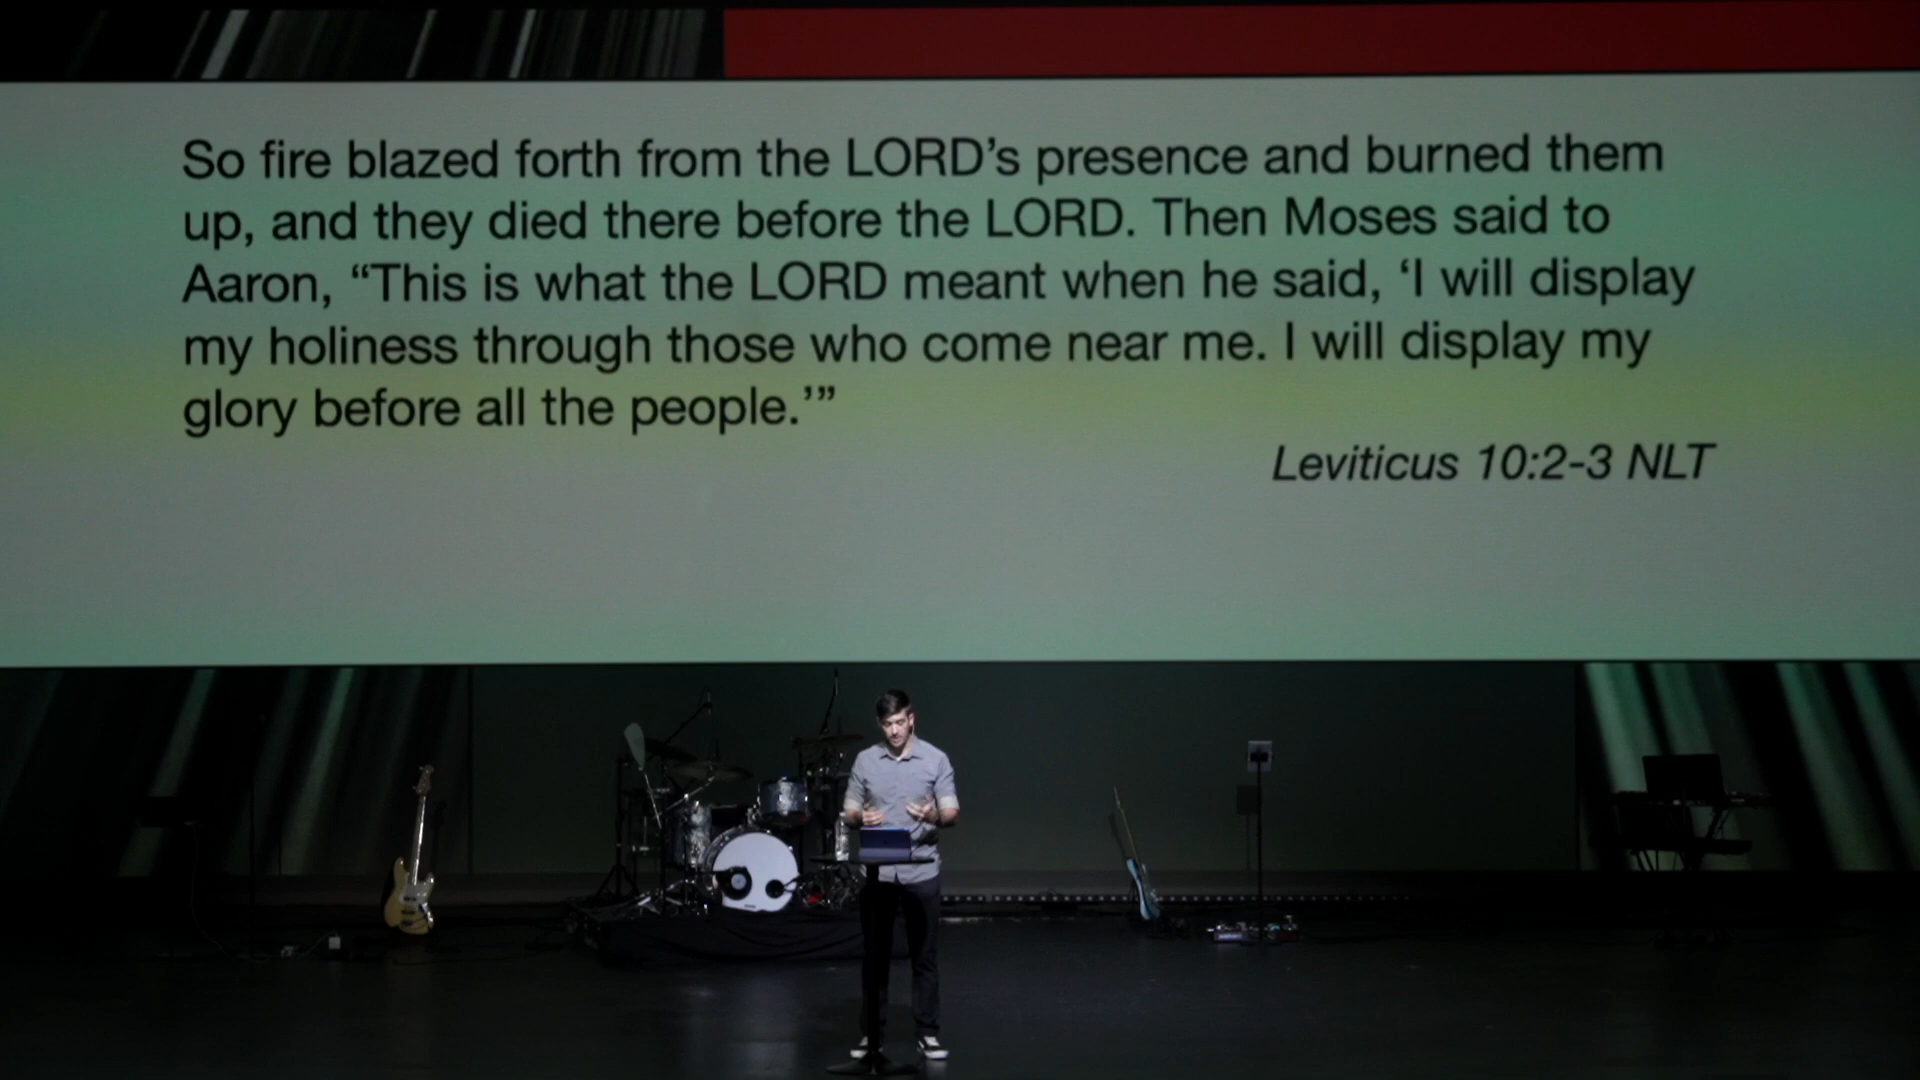 So fire blazed forth from the LORD’s presence and burned them
up, and they died there before the LORD. Then Moses said to
Aaron, “This is what the LORD meant when he said, ‘I will display
my holiness through those who come near me. I will display my
glory before all the people.’”
Leviticus 10:2-3 NLT